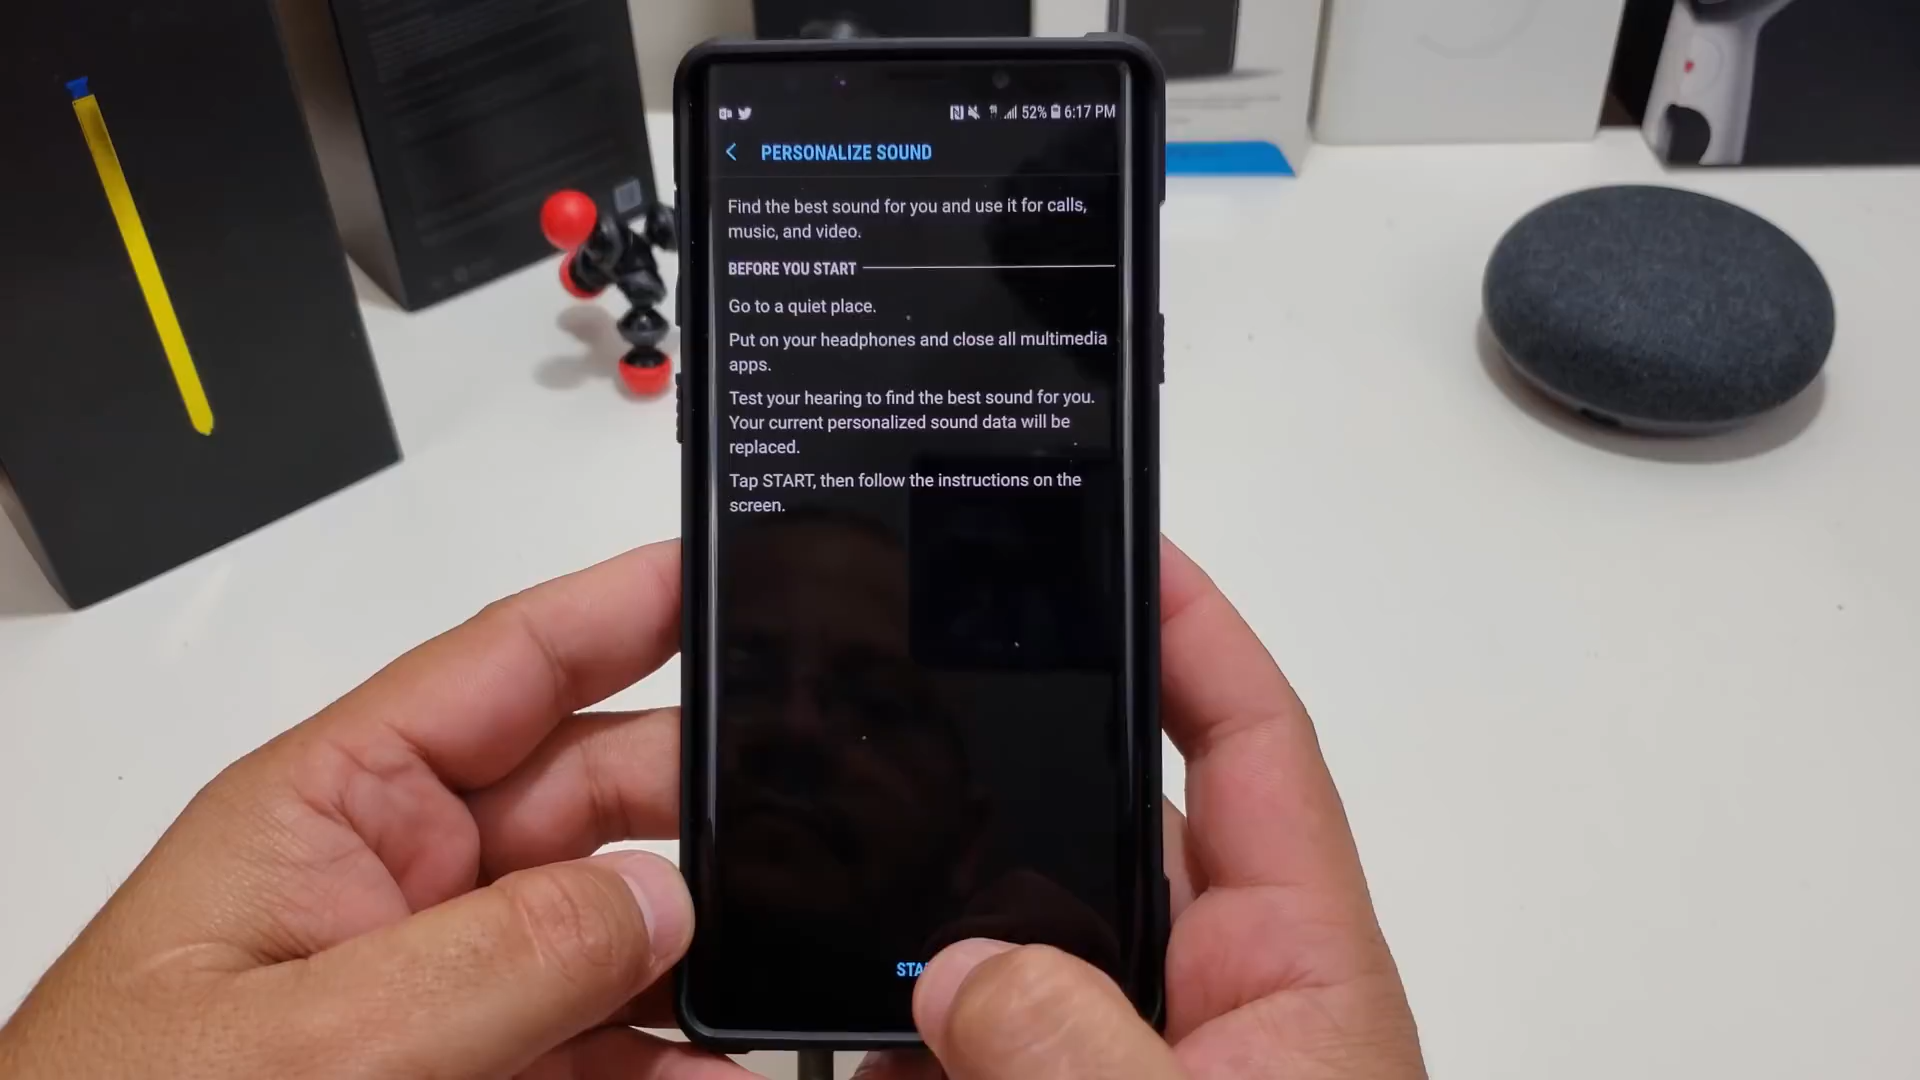 52% 6:17 PM
PERSONALIZE SOUND
Find the best sound for you and use it for calls,
music, and video.
BEFORE YOU START
Go to a quiet place.
Put on your headphones and close all multimedia
apps.
Test your hearing to find the best sound for you.
Your current personalized sound data will be
replaced.
Tap START, then follow the instructions on the
screen.
STA